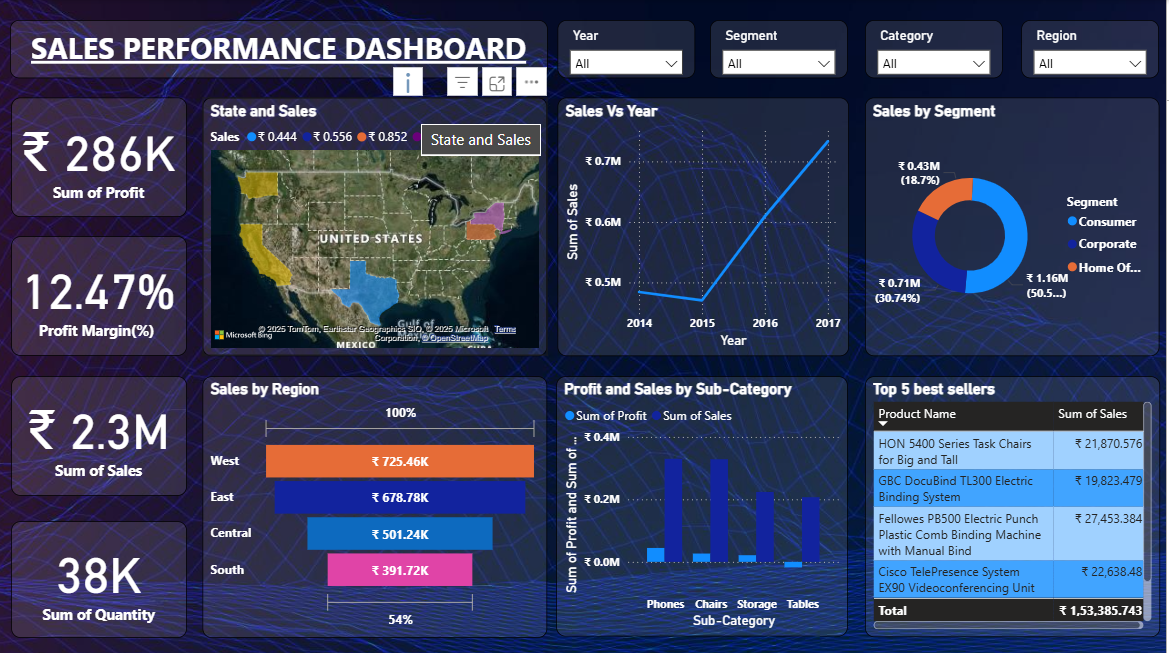 SALES PERFORMANCE DASHBOARD
Year
All
Segment
All
Category
All
Region
All
₹ 286K
Sum of Profit
12.47%
Profit Margin(%)
₹ 2.3M
Sum of Sales
38K
Sum of Quantity
State and Sales
Sales ₹ 0.444 ₹ 0.556 ₹ 0.852
State and Sales
UNITED STATES
Gulf of
MEXICO
Microsoft Bing
© 2025 TomTom, Earthstar Geographics SIO, © 2025 Microsoft
Corporation, © OpenStreetMap
Terms
Sales Vs Year
Sum of Sales
₹ 0.7M
₹ 0.6M
₹ 0.5M
2014 2015 2016 2017
Year
Sales by Segment
₹ 0.43M
(18.7%)
₹ 0.71M
(30.74%)
₹ 1.16M
(50.5...)
Segment
Consumer
Corporate
Home Of...
Sales by Region
100%
West ₹ 725.46K
East ₹ 678.78K
Central ₹ 501.24K
South ₹ 391.72K
54%
Profit and Sales by Sub-Category
Sum of Profit Sum of Sales
Sum of Profit and Sum of ...
₹ 0.4M
₹ 0.2M
₹ 0.0M
Phones Chairs Storage Tables
Sub-Category
Top 5 best sellers
Product Name Sum of Sales
HON 5400 Series Task Chairs ₹ 21,870.576
for Big and Tall
GBC DocuBind TL300 Electric ₹ 19,823.479
Binding System
Fellowes PB500 Electric Punch ₹ 27,453.384
Plastic Comb Binding Machine
with Manual Bind
Cisco TelePresence System ₹ 22,638.48
EX90 Videoconferencing Unit
Total ₹ 1,53,385.743